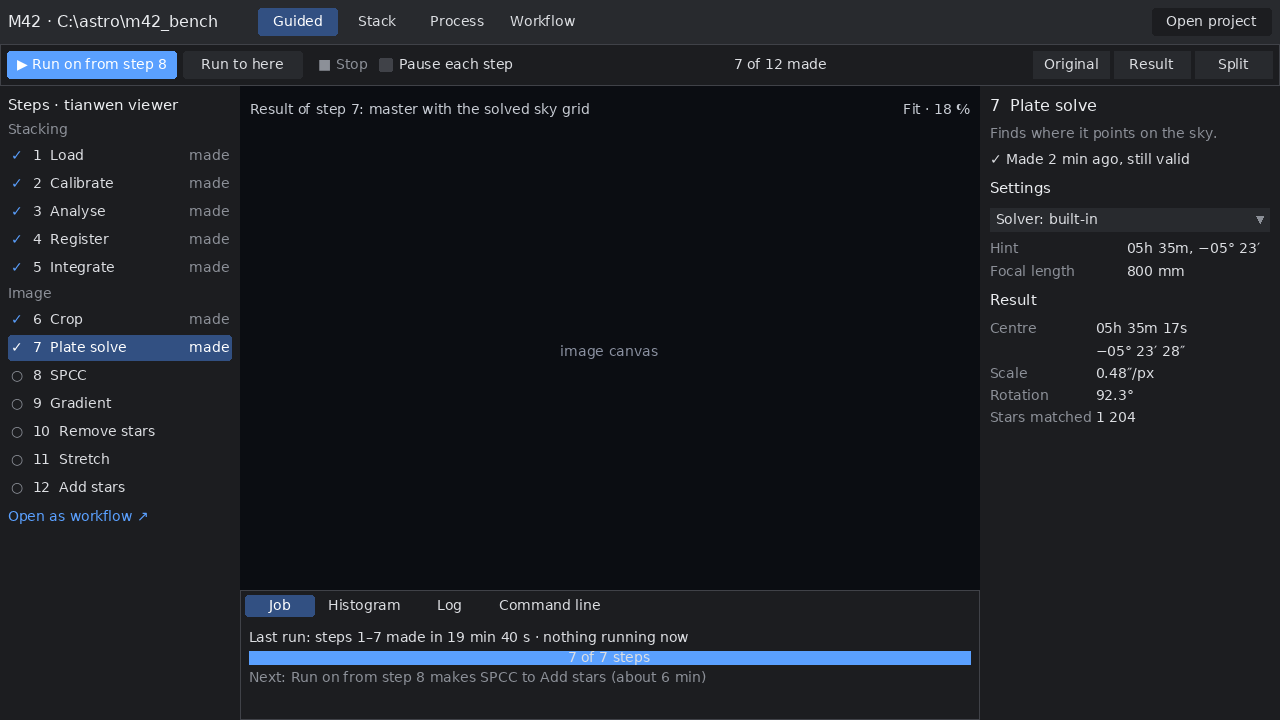 M42 · C:\astro\m42_bench Guided Stack Process Workflow Open project
▶ Run on from step 8 Run to here ■ Stop Pause each step 7 of 12 made Original Result Split
Steps · tianwen viewer
Stacking
✓ 1 Load made
✓ 2 Calibrate made
✓ 3 Analyse made
✓ 4 Register made
✓ 5 Integrate made
Image
✓ 6 Crop made
✓ 7 Plate solve made
○ 8 SPCC
○ 9 Gradient
○ 10 Remove stars
○ 11 Stretch
○ 12 Add stars
Open as workflow ↗
Result of step 7: master with the solved sky grid Fit · 18 %
image canvas
Job Histogram Log Command line
Last run: steps 1–7 made in 19 min 40 s · nothing running now
7 of 7 steps
Next: Run on from step 8 makes SPCC to Add stars (about 6 min)
7 Plate solve
Finds where it points on the sky.
✓ Made 2 min ago, still valid
Settings
Solver: built-in ▼
Hint 05h 35m, −05° 23′
Focal length 800 mm
Result
Centre 05h 35m 17s
−05° 23′ 28″
Scale 0.48″/px
Rotation 92.3°
Stars matched 1 204